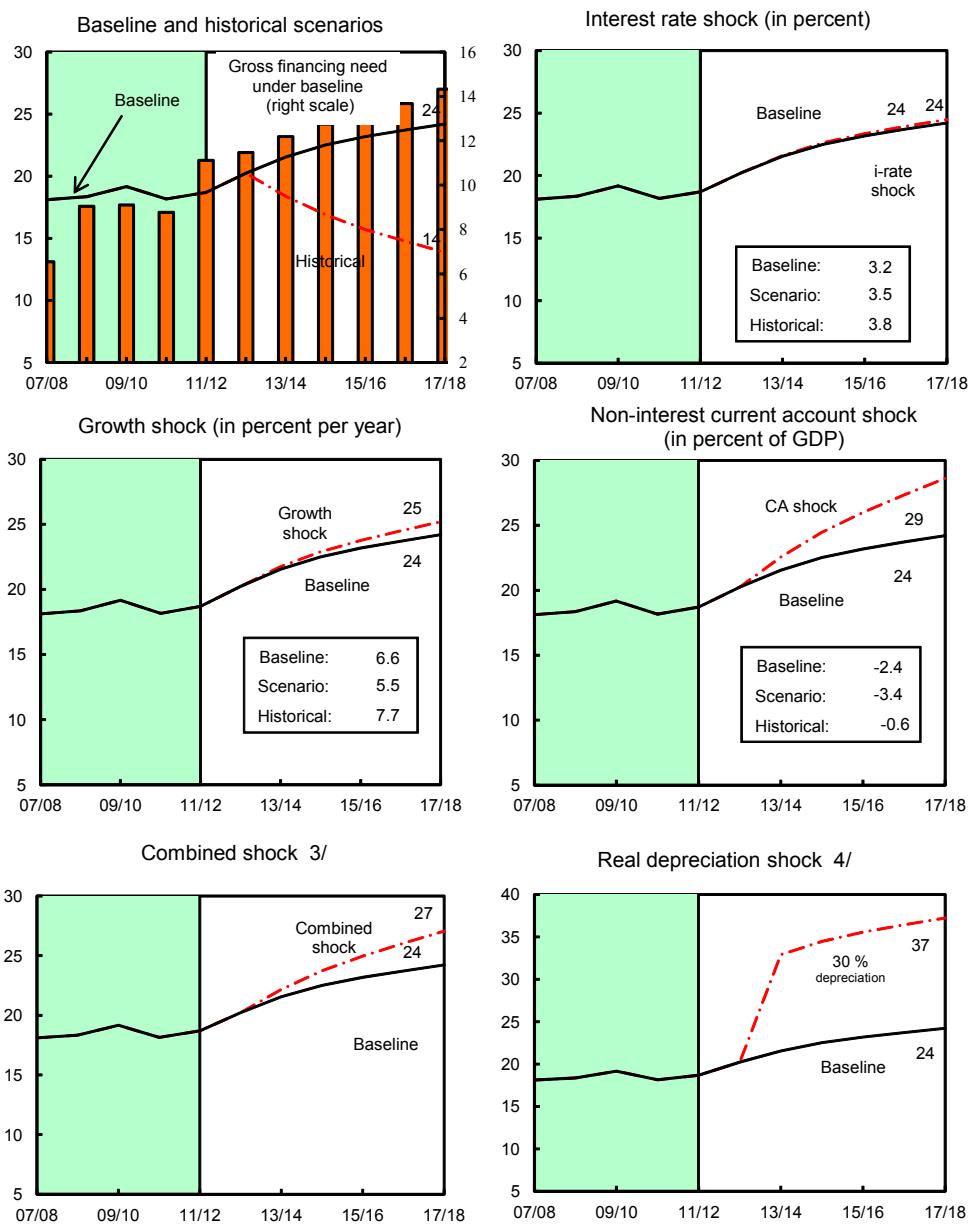 Baseline and historical scenarios
30
25
20
15
10
5
16
14
12
10
8
6
4
2
Gross financing need
under baseline
(right scale)
Baseline
24
14
Historical
07/08 09/10 11/12 13/14 15/16 17/18
Interest rate shock (in percent)
30
25
20
15
10
5
Baseline
24 24
i-rate
shock
Baseline: 3.2
Scenario: 3.5
Historical: 3.8
07/08 09/10 11/12 13/14 15/16 17/18
Growth shock (in percent per year)
30
25
20
15
10
5
Growth
shock
25
24
Baseline
Baseline: 6.6
Scenario: 5.5
Historical: 7.7
07/08 09/10 11/12 13/14 15/16 17/18
Non-interest current account shock
(in percent of GDP)
30
25
20
15
10
5
CA shock
29
24
Baseline
Baseline: -2.4
Scenario: -3.4
Historical: -0.6
07/08 09/10 11/12 13/14 15/16 17/18
Combined shock 3/
30
25
20
15
10
5
27
Combined
shock
24
Baseline
07/08 09/10 11/12 13/14 15/16 17/18
Real depreciation shock 4/
40
35
30
25
20
15
10
5
37
30 %
depreciation
24
Baseline
07/08 09/10 11/12 13/14 15/16 17/18